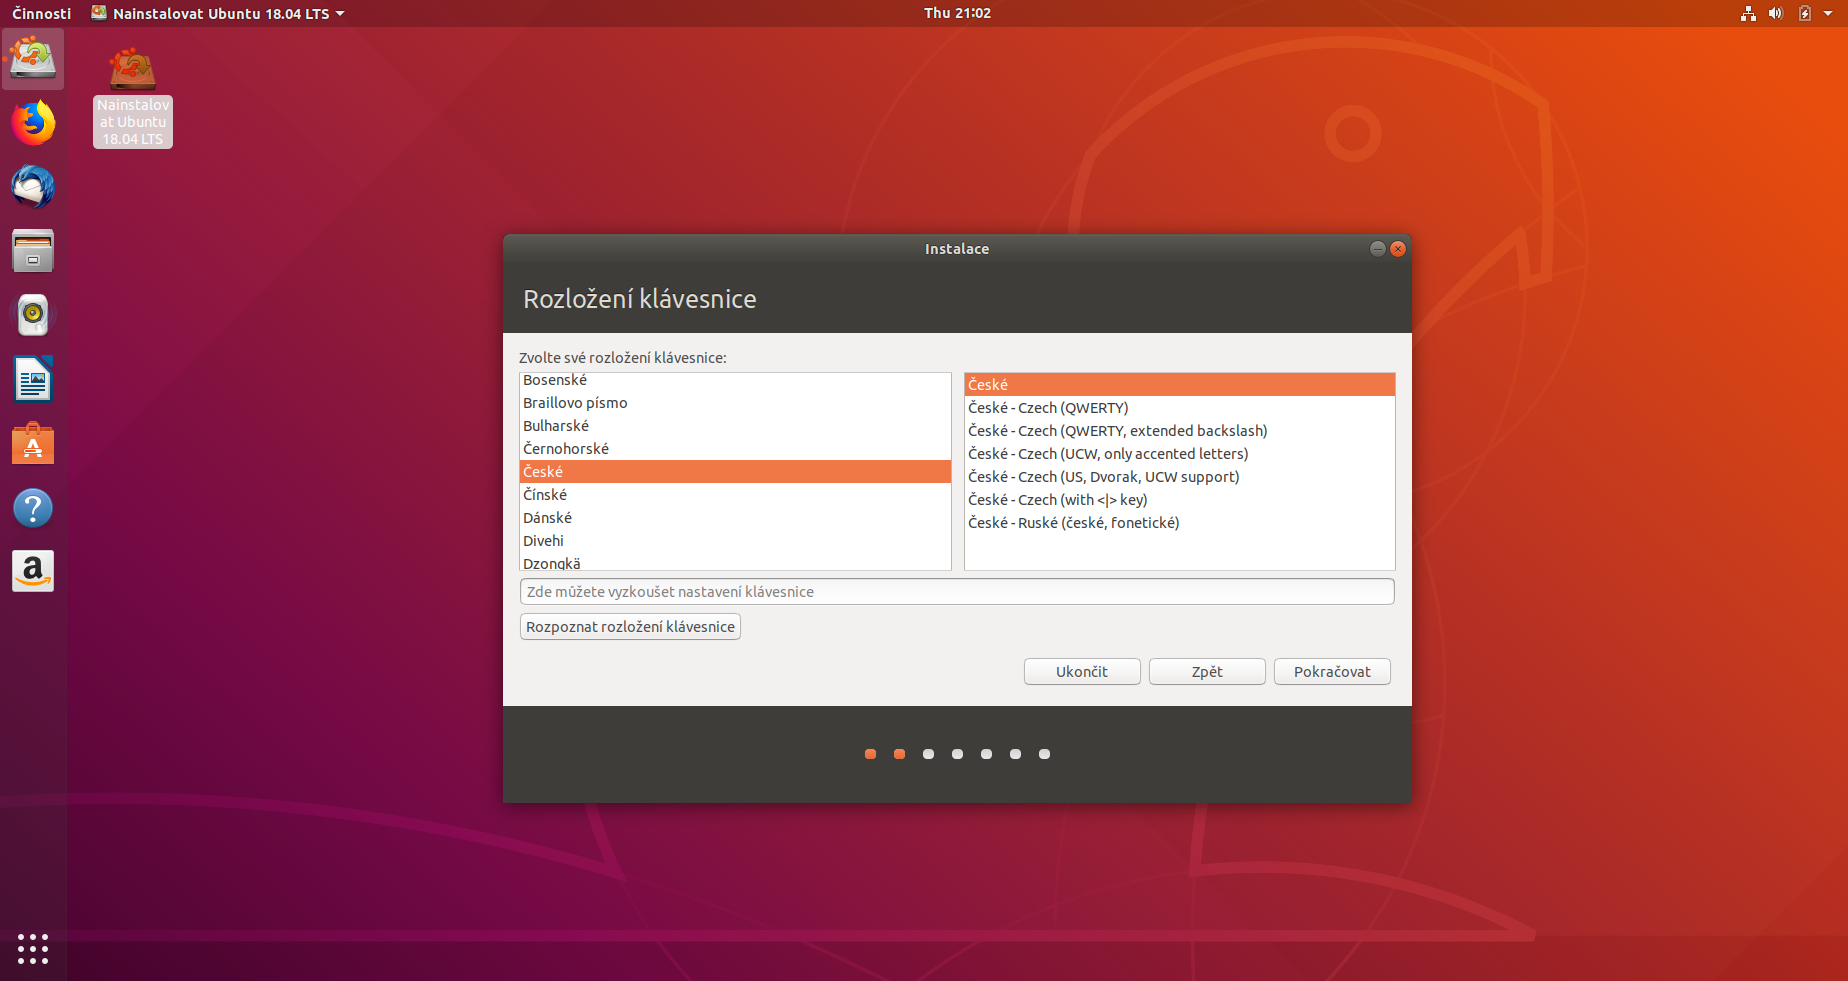 Činnosti
Nainstalovat Ubuntu 18.04 LTS
Thu 21:02
Nainstalov
at Ubuntu
18.04 LTS
Instalace
Rozložení klávesnice
Zvolte své rozložení klávesnice:
Bosenské
Braillovo písmo
Bulharské
Černohorské
České
Čínské
Dánské
Divehi
Dzongkä
České
České - Czech (QWERTY)
České - Czech (QWERTY, extended backslash)
České - Czech (UCW, only accented letters)
České - Czech (US, Dvorak, UCW support)
České - Czech (with <|> key)
České - Ruské (české, fonetické)
Zde můžete vyzkoušet nastavení klávesnice
Rozpoznat rozložení klávesnice
Ukončit
Zpět
Pokračovat